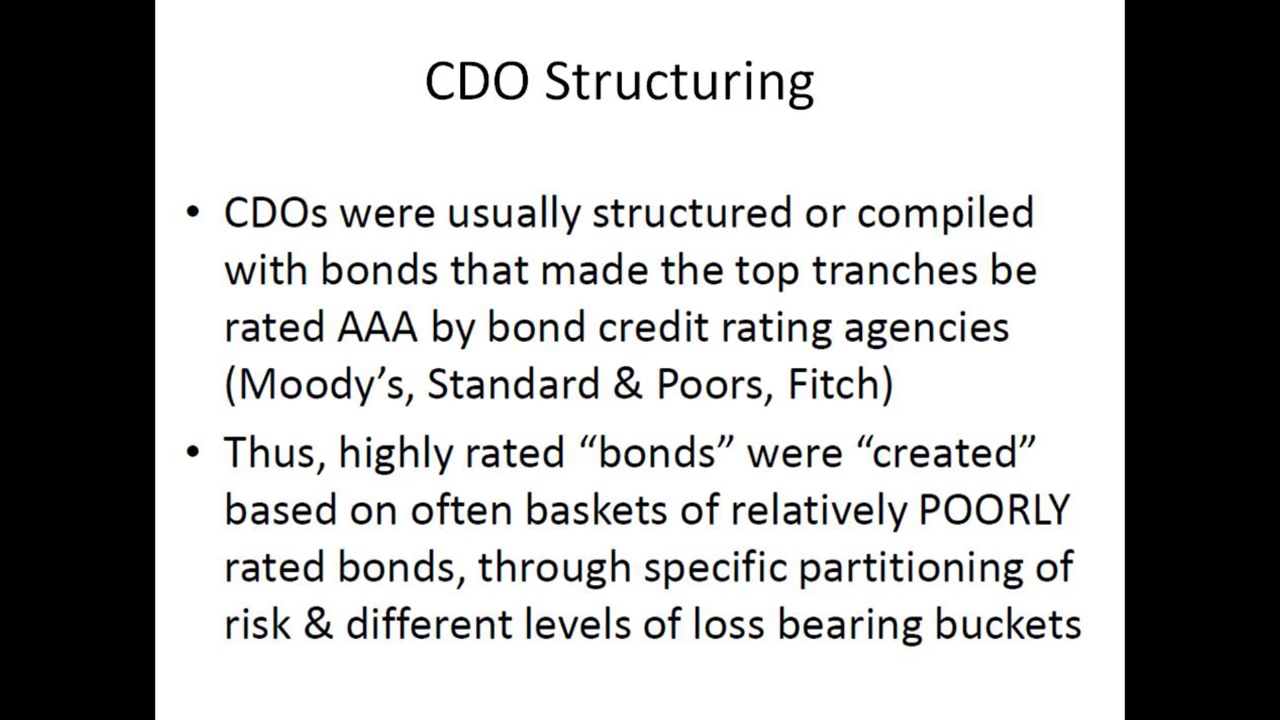 CDO Structuring
• CDOs were usually structured or compiled
with bonds that made the top tranches be
rated AAA by bond credit rating agencies
(Moody’s, Standard & Poors, Fitch)
• Thus, highly rated “bonds” were “created”
based on often baskets of relatively POORLY
rated bonds, through specific partitioning of
risk & different levels of loss bearing buckets